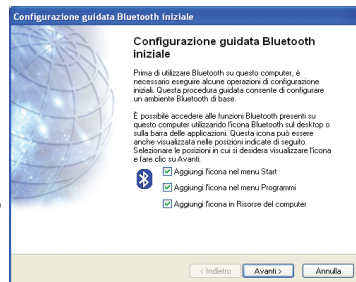 Configurazione guidata Bluetooth iniziale
Configurazione guidata Bluetooth
iniziale
Prima di utilizzare Bluetooth su questo computer, è
necessario eseguire alcune operazioni di configurazione
iniziali. Questa procedura guidata consente di configurare
un ambiente Bluetooth di base.
È possibile accedere alle funzioni Bluetooth presenti su
questo computer utilizzando l'icona Bluetooth sul desktop o
sulla barra delle applicazioni. Questa icona può essere
anche visualizzata nelle posizioni indicate di seguito.
Selezionare le posizioni in cui si desidera visualizzare l'icona
e fare clic su Avanti.
Aggiungi l'icona nel menu Start
Aggiungi l'icona nel menu Programmi
Aggiungi l'icona in Risorse del computer
< Indietro Avanti > Annulla